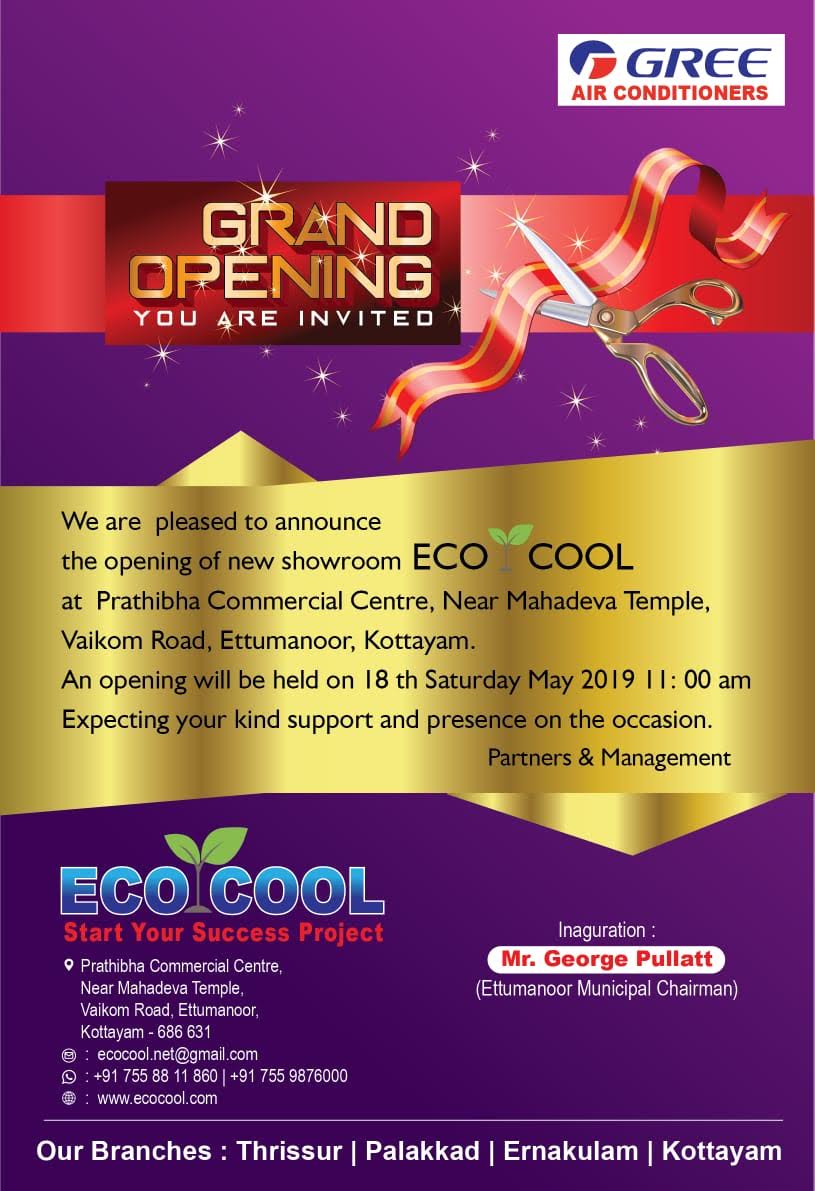 GREE
AIR CONDITIONERS
GRAND
OPENING
YOU ARE INVITED
We are pleased to announce
the opening of new showroom ECO COOL
at Prathibha Commercial Centre, Near Mahadeva Temple,
Vaikom Road, Ettumanoor, Kottayam.
An opening will be held on 18 th Saturday May 2019 11: 00 am
Expecting your kind support and presence on the occasion.
Partners & Management
ECO COOL
Start Your Success Project
Prathibha Commercial Centre,
Near Mahadeva Temple,
Vaikom Road, Ettumanoor,
Kottayam - 686 631
: ecocool.net@gmail.com
: +91 755 88 11 860 | +91 755 9876000
: www.ecocool.com
Inaguration :
Mr. George Pullatt
(Ettumanoor Municipal Chairman)
Our Branches : Thrissur | Palakkad | Ernakulam | Kottayam